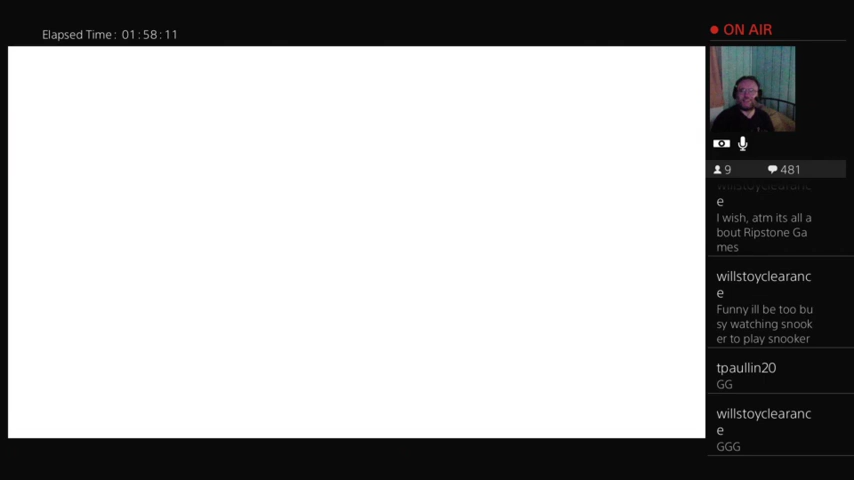 Elapsed Time: 01:58:11
ON AIR
9
481
willstoyclearanc
e
I wish, atm its all a
bout Ripstone Ga
mes
willstoyclearanc
e
Funny ill be too bu
sy watching snook
er to play snooker
tpaullin20
GG
willstoyclearanc
e
GGG